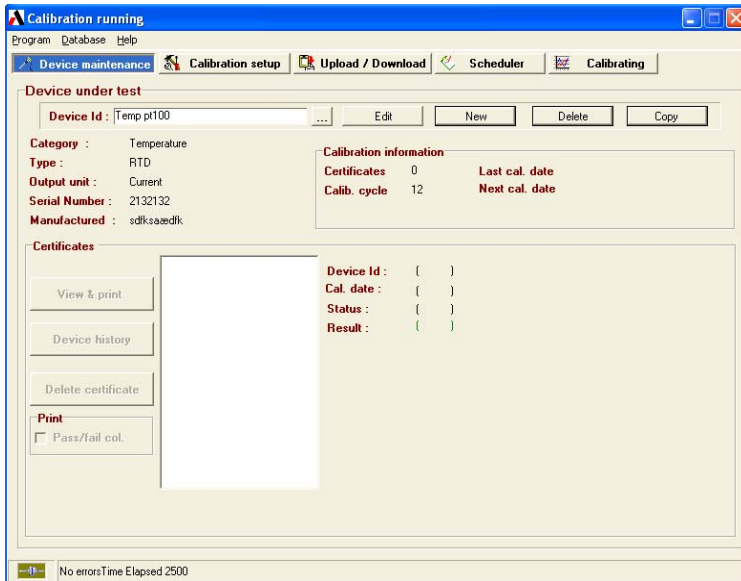 Calibration running
Program Database Help
Device maintenance Calibration setup Upload / Download Scheduler Calibrating
Device under test
Device Id : Temp pt100 ... Edit New Delete Copy
Category : Temperature
Type : RTD
Output unit : Current
Serial Number : 2132132
Manufactured : sdfksaædfk
Calibration information
Certificates 0 Last cal. date
Calib. cycle 12 Next cal. date
Certificates
View & print
Device history
Delete certificate
Print
Pass/fail col.
Device Id : ( )
Cal. date : ( )
Status : ( )
Result : ( )
No errorsTime Elapsed 2500